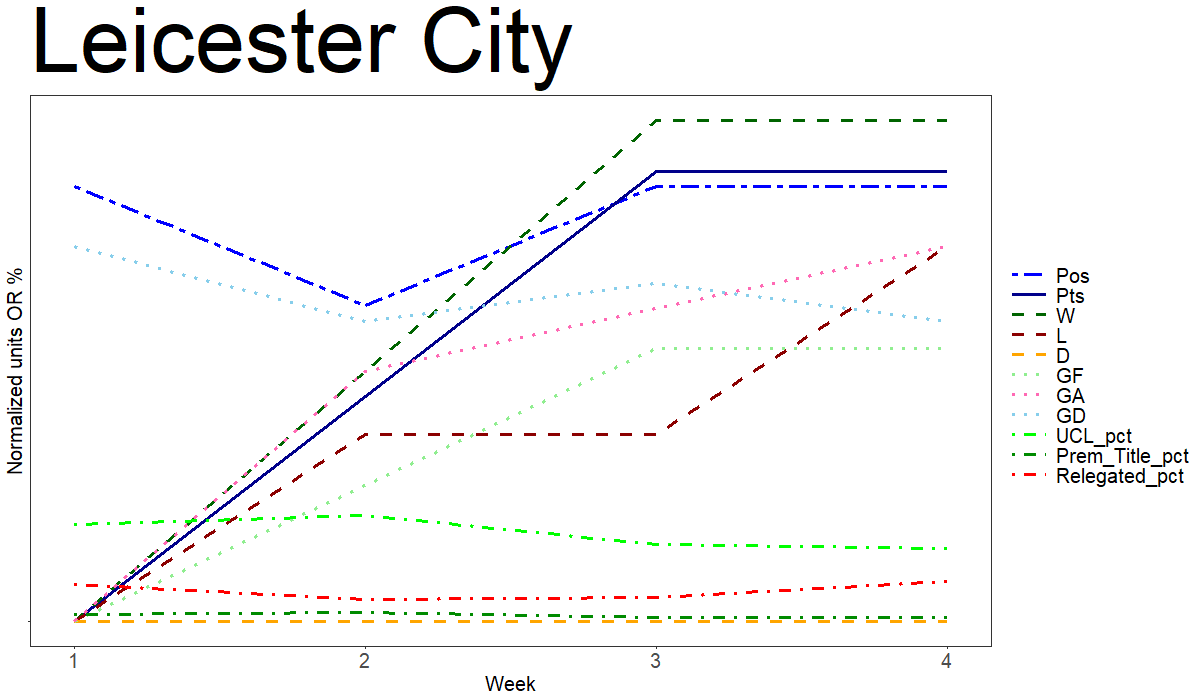 Leicester City
Normalized units OR %
Pos
Pts
W
L
D
GF
GA
GD
UCL_pct
Prem_Title_pct
Relegated_pct
1 2 3 4
Week